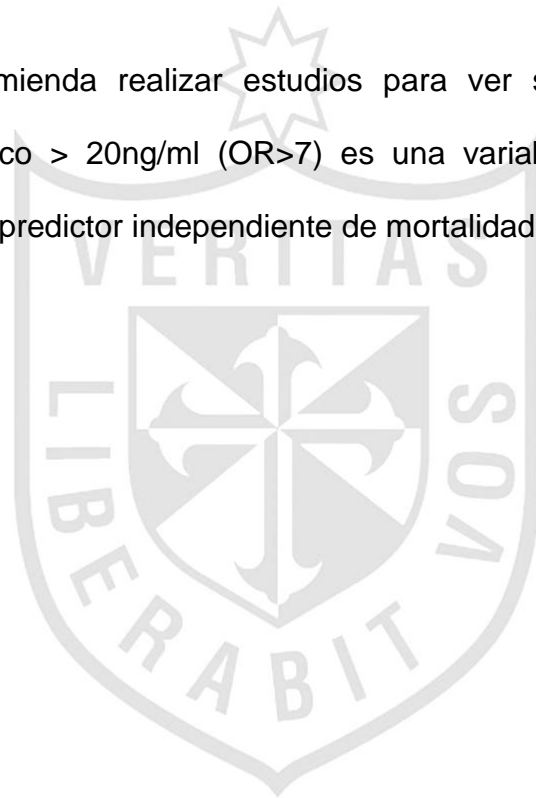 mienda realizar estudios para ver s
co > 20ng/ml (OR>7) es una varial
predictor independiente de mortalidad
VERITAS
LIBERABIT
VOS